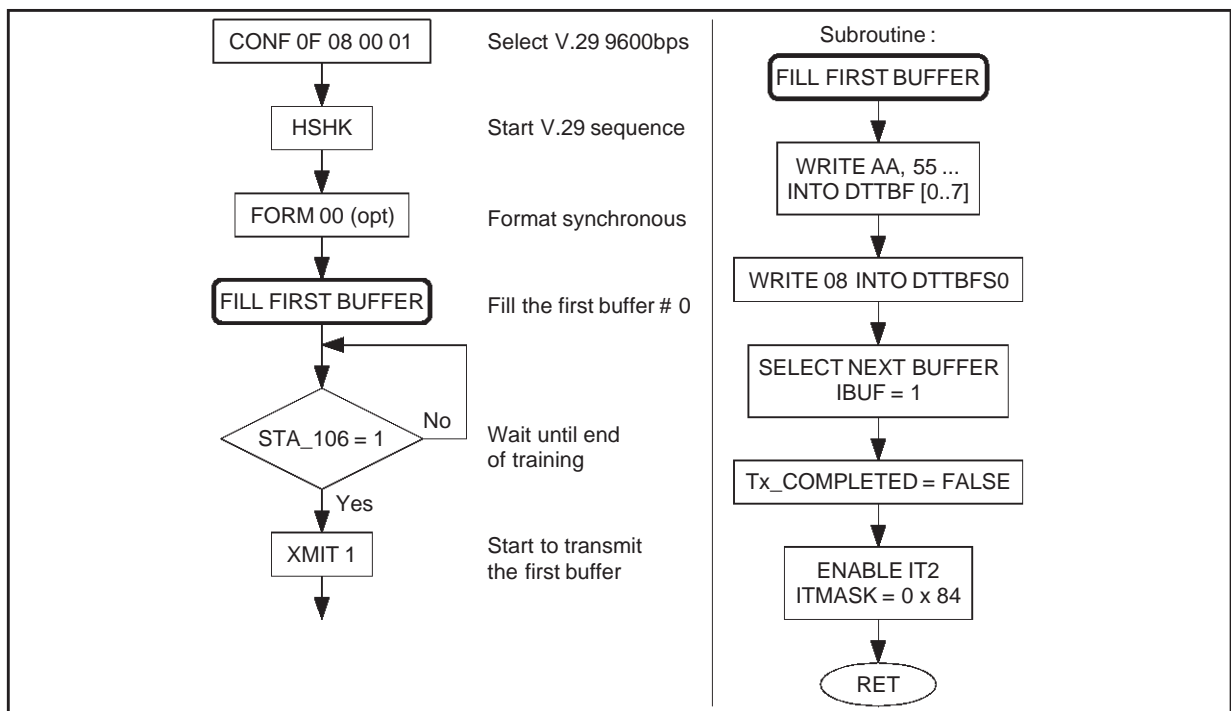 CONF 0F 08 00 01
Select V.29 9600bps
HSHK
Start V.29 sequence
FORM 00 (opt)
Format synchronous
FILL FIRST BUFFER
Fill the first buffer # 0
STA_106 = 1
No
Wait until end
of training
Yes
XMIT 1
Start to transmit
the first buffer
Subroutine :
FILL FIRST BUFFER
WRITE AA, 55 ...
INTO DTTBF [0..7]
WRITE 08 INTO DTTBFS0
SELECT NEXT BUFFER
IBUF = 1
Tx_COMPLETED = FALSE
ENABLE IT2
ITMASK = 0 x 84
RET